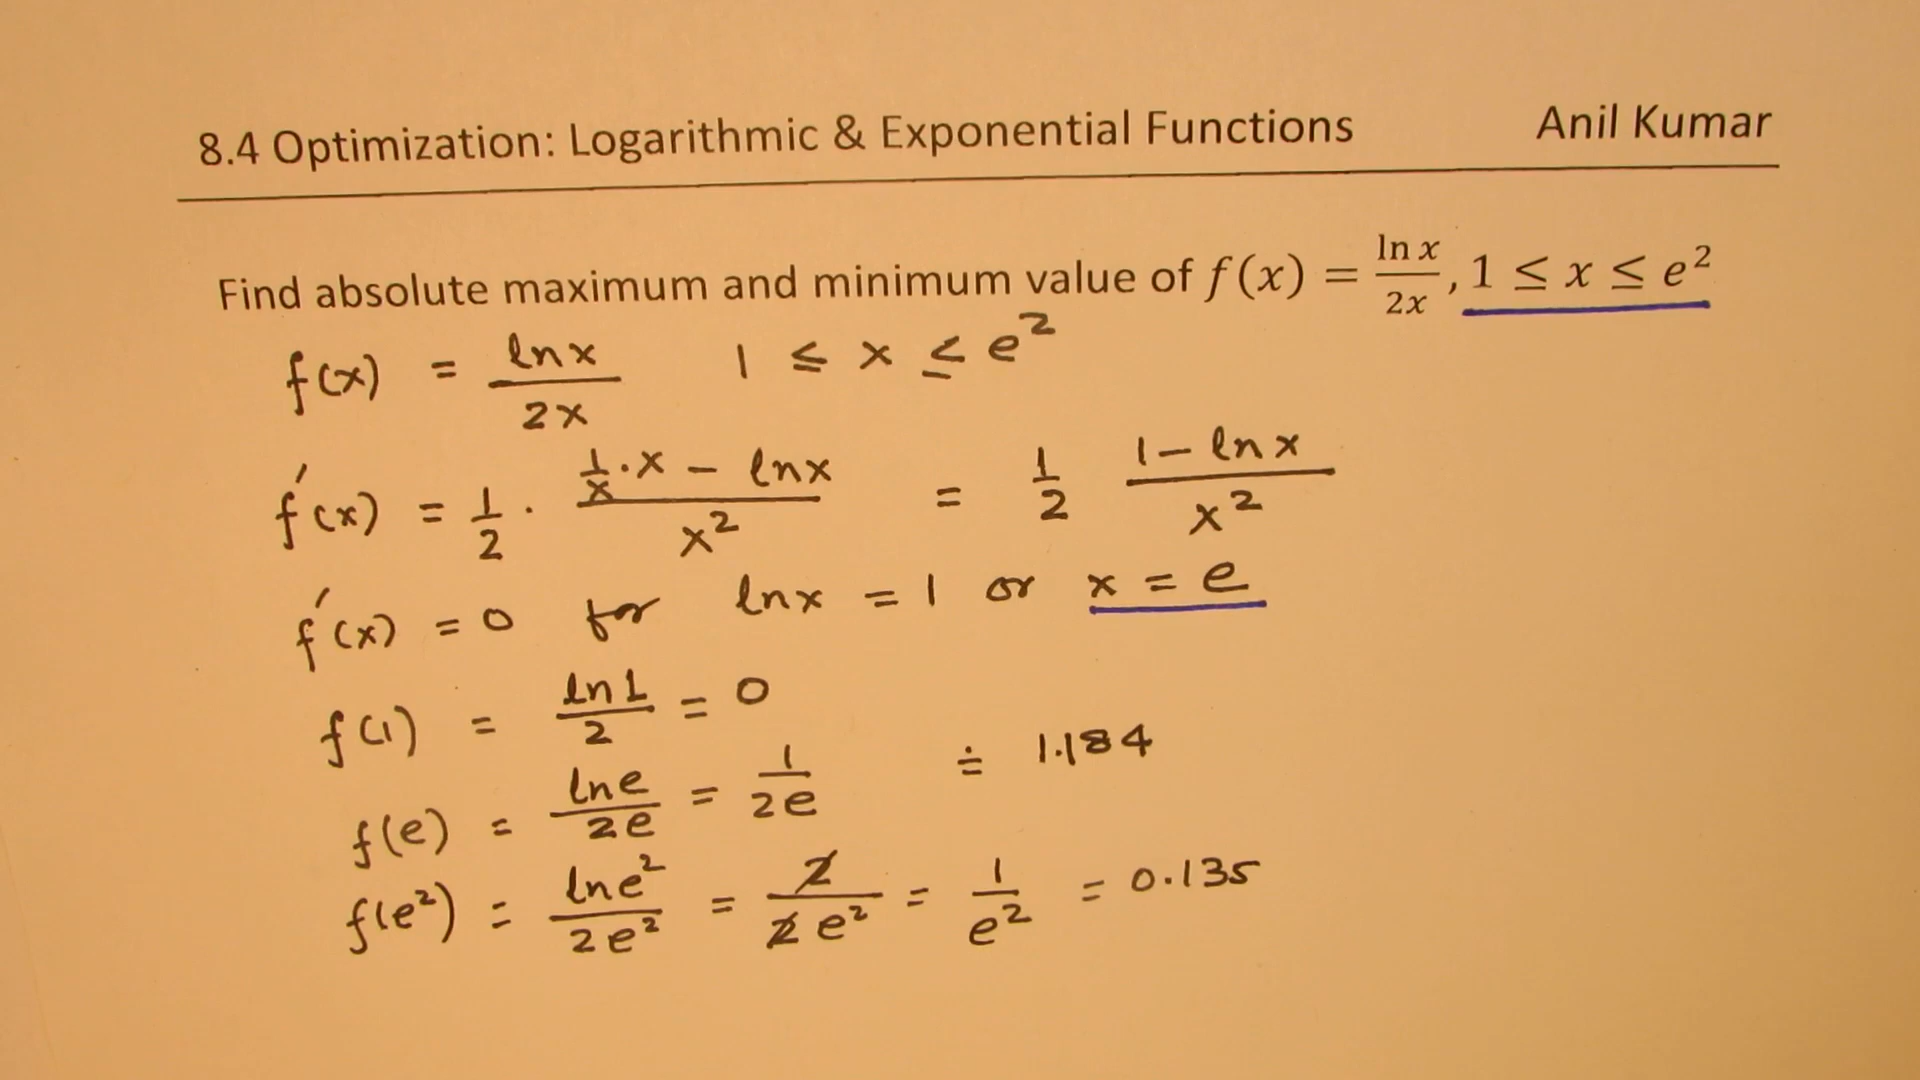 8.4 Optimization: Logarithmic & Exponential Functions Anil Kumar
Find absolute maximum and minimum value of f(x) = ln x / 2x, 1 ≤ x ≤ e²
f(x) = ln x / 2x 1 ≤ x ≤ e²
f'(x) = 1/2 · (1/x · x - ln x) / x² = 1/2 (1 - ln x) / x²
f'(x) = 0 for ln x = 1 or x = e
f(1) = ln 1 / 2 = 0
f(e) = ln e / 2e = 1 / 2e ≐ 1.184
f(e²) = ln e² / 2e² = 2 / 2e² = 1 / e² = 0.135